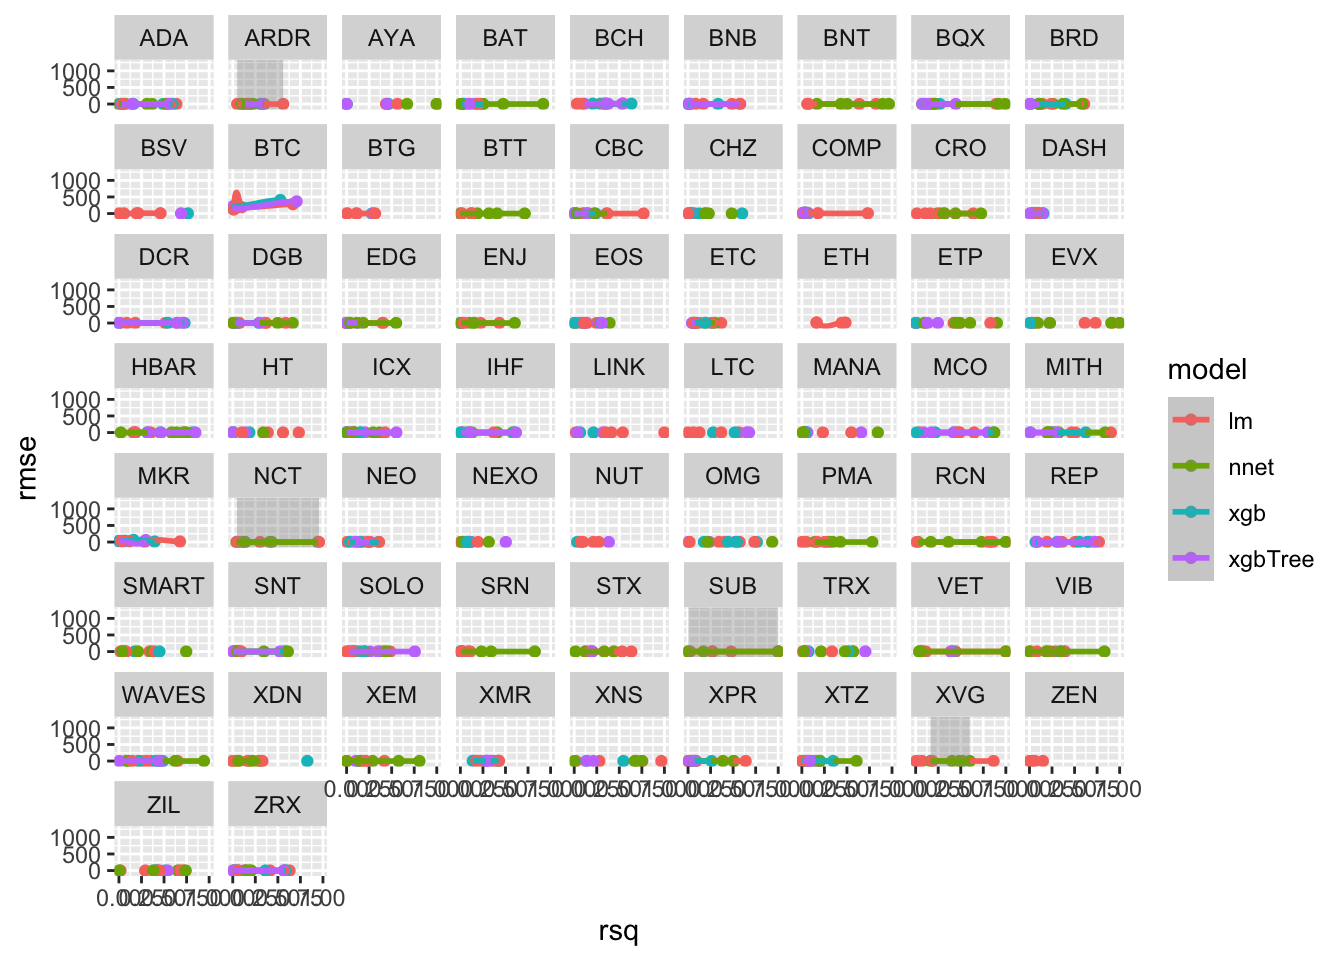 ADA ARDR AYA BAT BCH BNB BNT BQX BRD
1000
500
0
BSV BTC BTG BTT CBC CHZ COMP CRO DASH
1000
500
0
DCR DGB EDG ENJ EOS ETC ETH ETP EVX
1000
500
0
HBAR HT ICX IHF LINK LTC MANA MCO MITH
1000
500
0
MKR NCT NEO NEXO NUT OMG PMA RCN REP
1000
500
0
SMART SNT SOLO SRN STX SUB TRX VET VIB
1000
500
0
WAVES XDN XEM XMR XNS XPR XTZ XVG ZEN
1000
500
0
ZIL ZRX
1000
500
0
rsq
rmse
model
lm
nnet
xgb
xgbTree